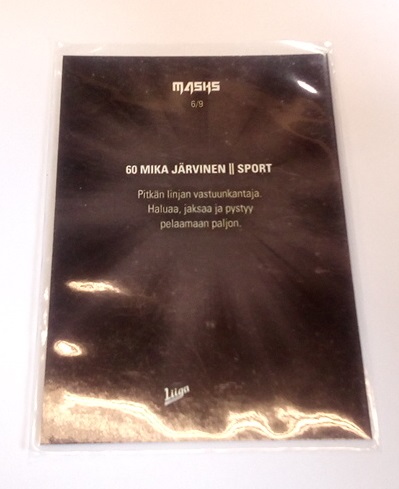 MASKS
6/9
60 MIKA JÄRVINEN || SPORT
Pitkän linjan vastuunkantaja.
Haluaa, jaksaa ja pystyy
pelaamaan paljon.
Liiga